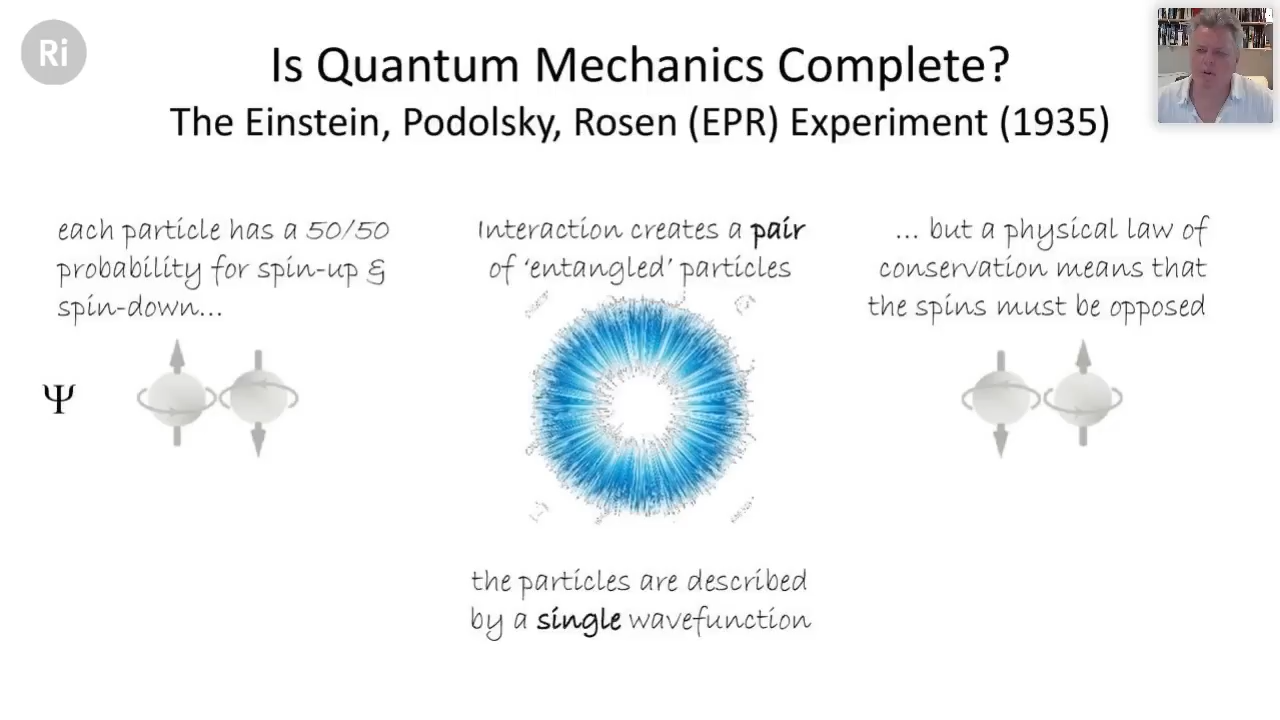 Ri
Is Quantum Mechanics Complete?
The Einstein, Podolsky, Rosen (EPR) Experiment (1935)
each particle has a 50/50
probability for spin-up &
spin-down...
Interaction creates a pair
of ‘entangled’ particles
... but a physical law of
conservation means that
the spins must be opposed
Ψ
the particles are described
by a single wavefunction